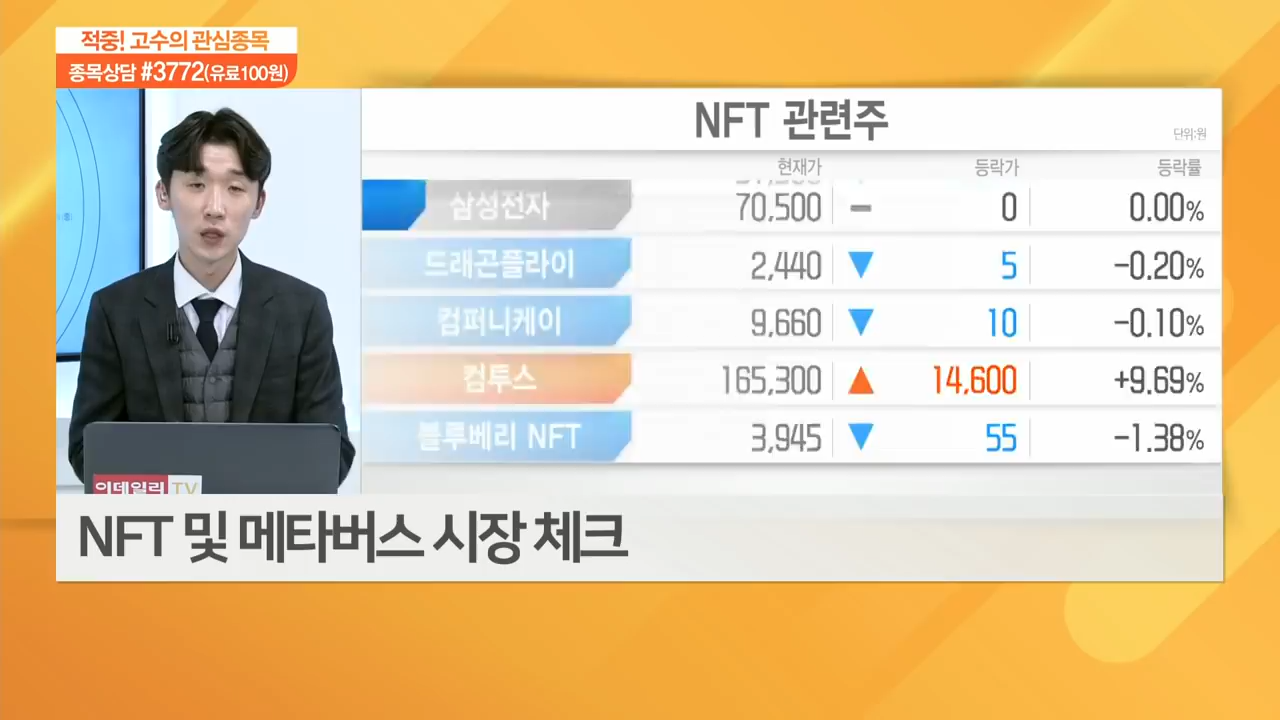 적중! 고수의 관심종목
종목상담 #3772(유료100원)
NFT 관련주
단위:원
현재가 등락가 등락률
삼성전자 70,500 0 0.00%
드래곤플라이 2,440 ▼ 5 -0.20%
컴퍼니케이 9,660 ▼ 10 -0.10%
컴투스 165,300 ▲ 14,600 +9.69%
블루베리 NFT 3,945 ▼ 55 -1.38%
이데일리 TV
NFT 및 메타버스 시장 체크